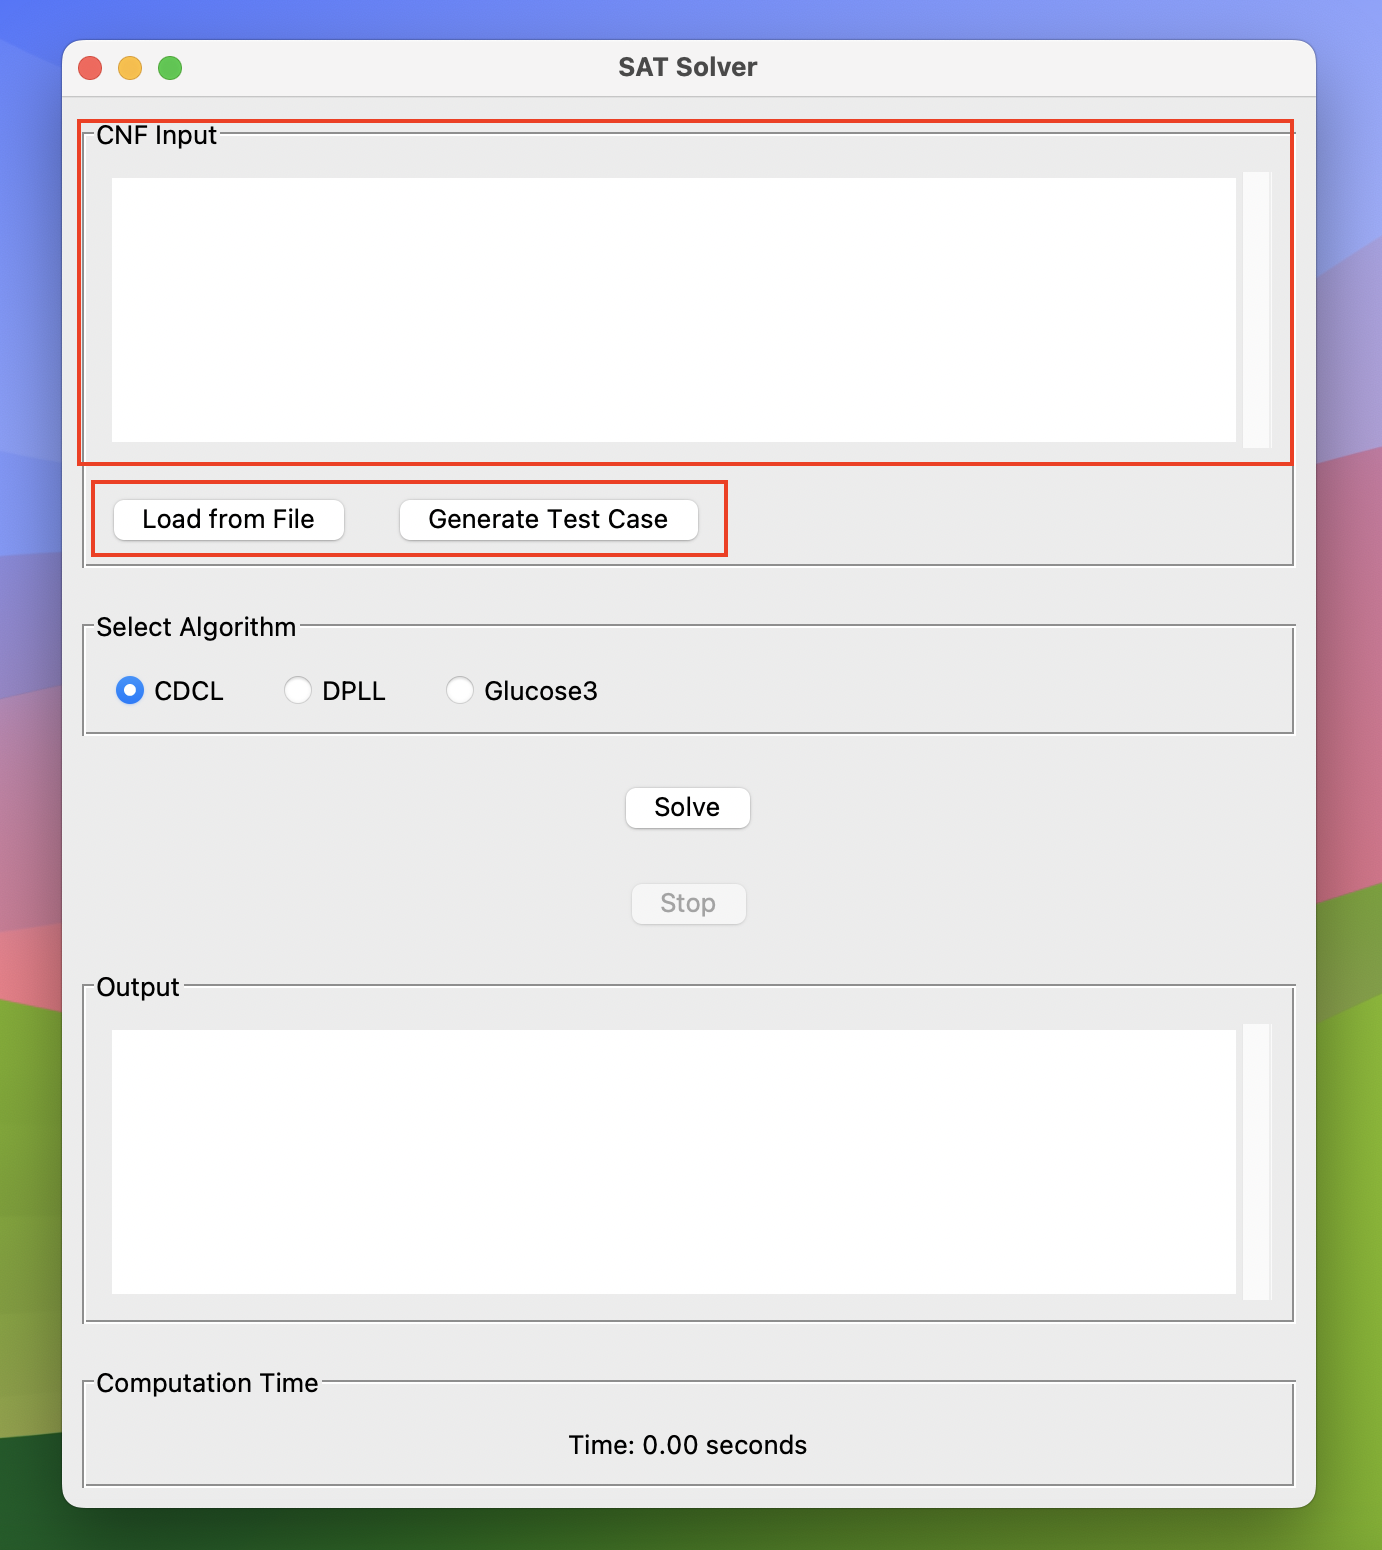 SAT Solver
CNF Input
Load from File Generate Test Case
Select Algorithm
CDCL DPLL Glucose3
Solve
Stop
Output
Computation Time
Time: 0.00 seconds